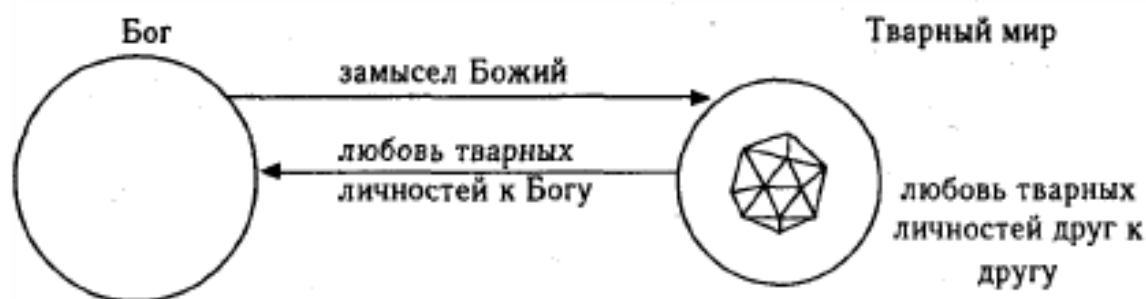 Бог
Тварный мир
замысел Божий
любовь тварных
личностей к Богу
любовь тварных
личностей друг к
другу